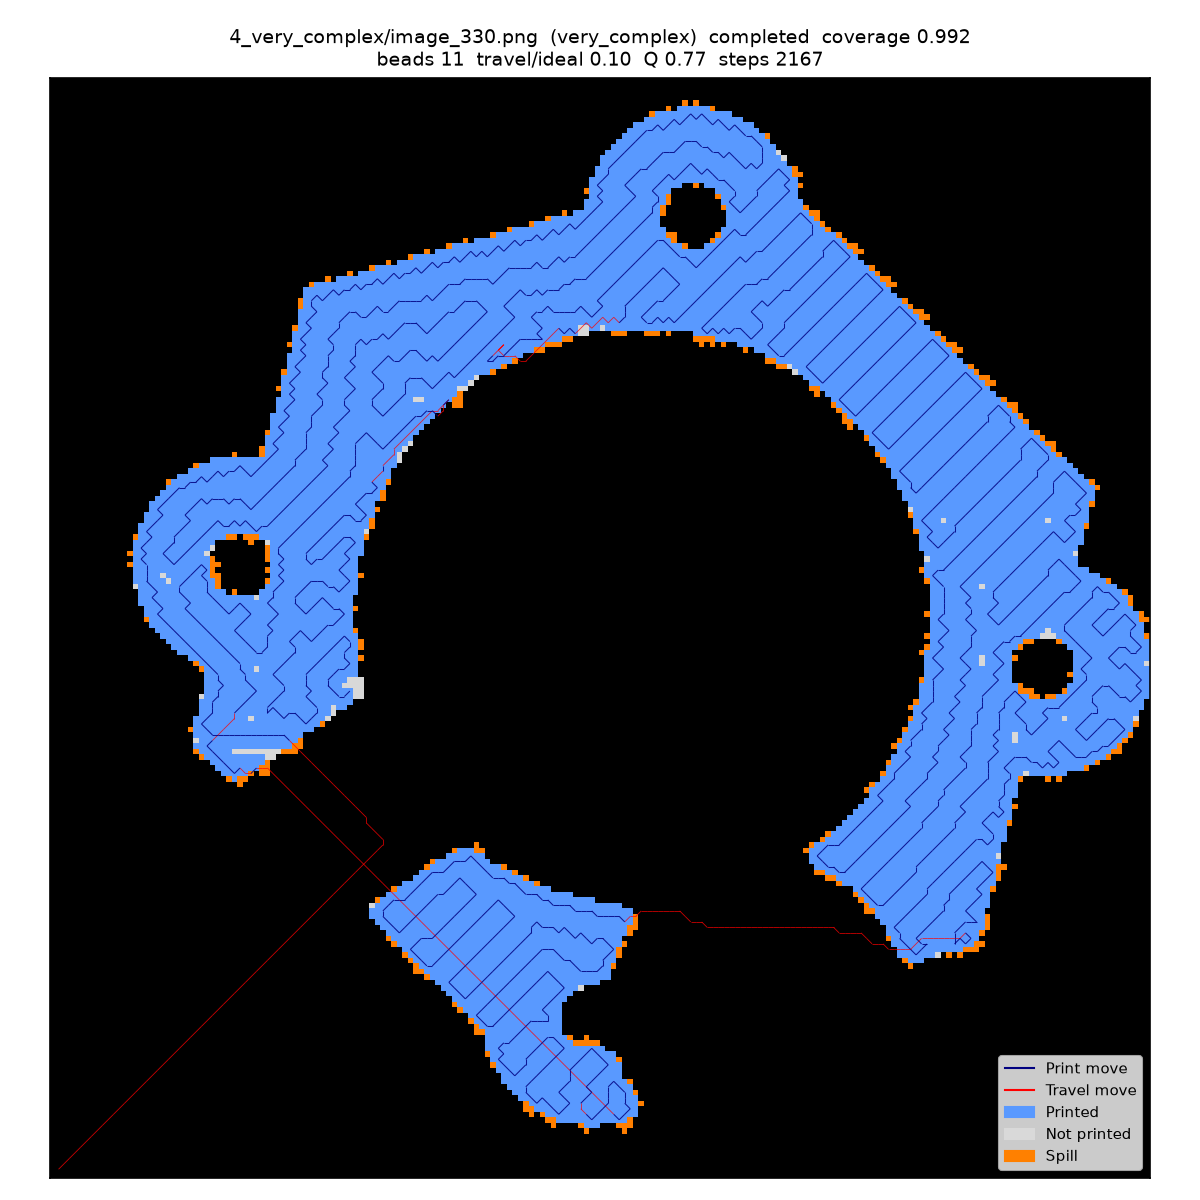 4_very_complex/image_330.png  (very_complex)  completed  coverage 0.992
beads 11  travel/ideal 0.10  Q 0.77  steps 2167
Print move
Travel move
Printed
Not printed
Spill